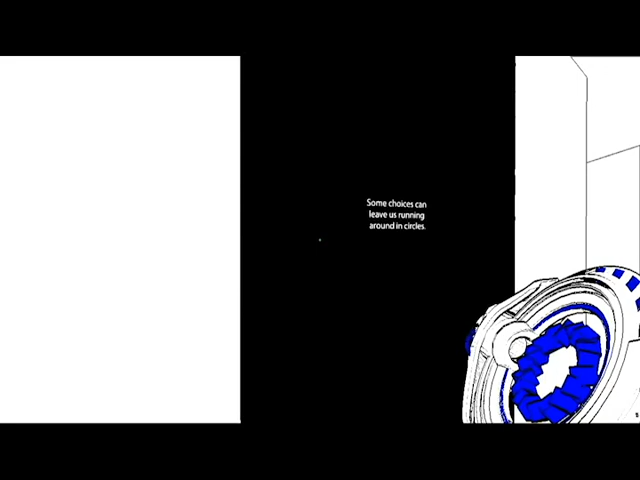 Some choices can
leave us running
around in circles.